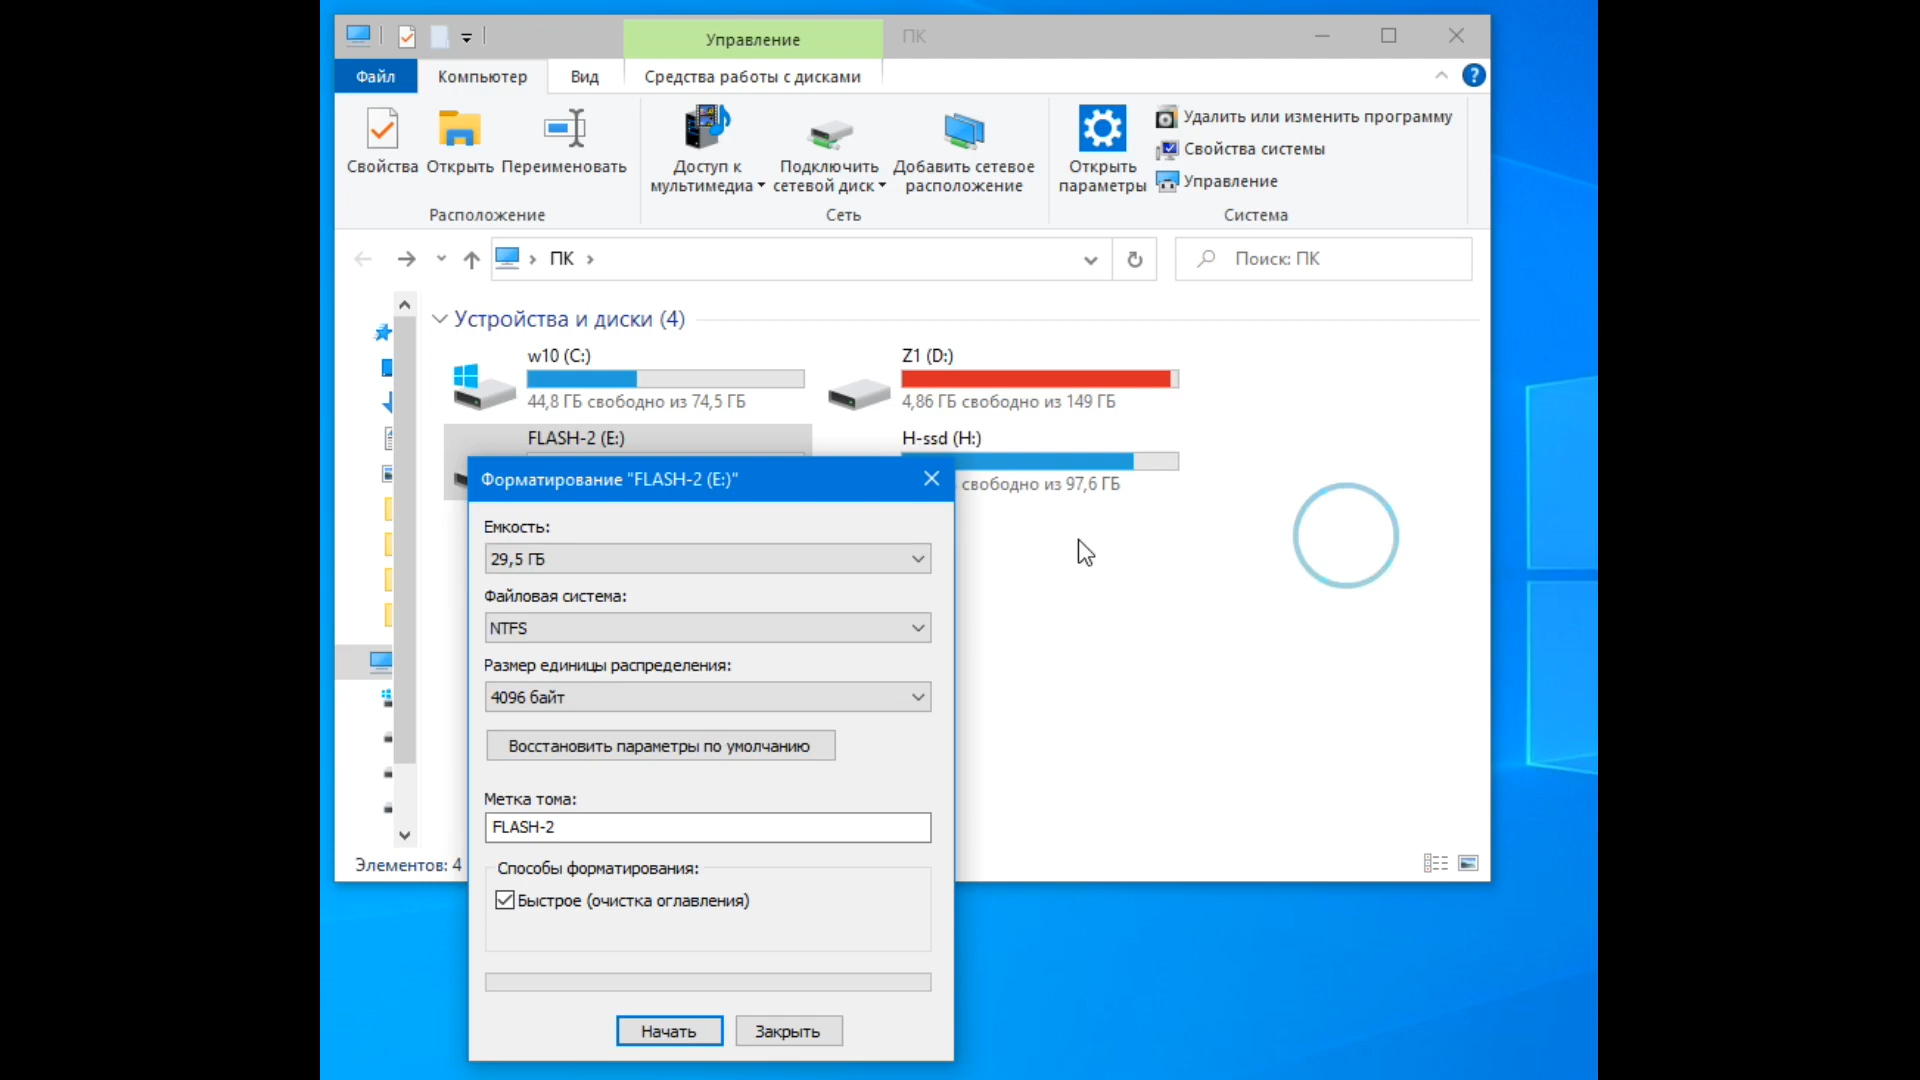 Управление
ПК
Файл
Компьютер
Вид
Средства работы с дисками
Свойства
Открыть
Переименовать
Расположение
Доступ к
мультимедиа
Подключить
сетевой диск
Добавить сетевое
расположение
Сеть
Открыть
параметры
Удалить или изменить программу
Свойства системы
Управление
Система
ПК
Поиск: ПК
Устройства и диски (4)
w10 (C:)
44,8 ГБ свободно из 74,5 ГБ
Z1 (D:)
4,86 ГБ свободно из 149 ГБ
FLASH-2 (E:)
H-ssd (H:)
свободно из 97,6 ГБ
Форматирование "FLASH-2 (E:)"
Емкость:
29,5 ГБ
Файловая система:
NTFS
Размер единицы распределения:
4096 байт
Восстановить параметры по умолчанию
Метка тома:
FLASH-2
Способы форматирования:
Быстрое (очистка оглавления)
Начать
Закрыть
Элементов: 4